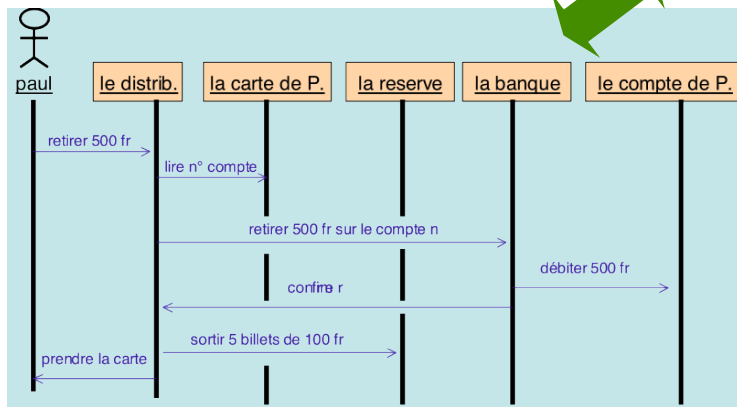 paul
le distrib.
la carte de P.
la reserve
la banque
le compte de P.
retirer 500 fr
lire n° compte
retirer 500 fr sur le compte n
débiter 500 fr
sortir 5 billets de 100 fr
prendre la carte